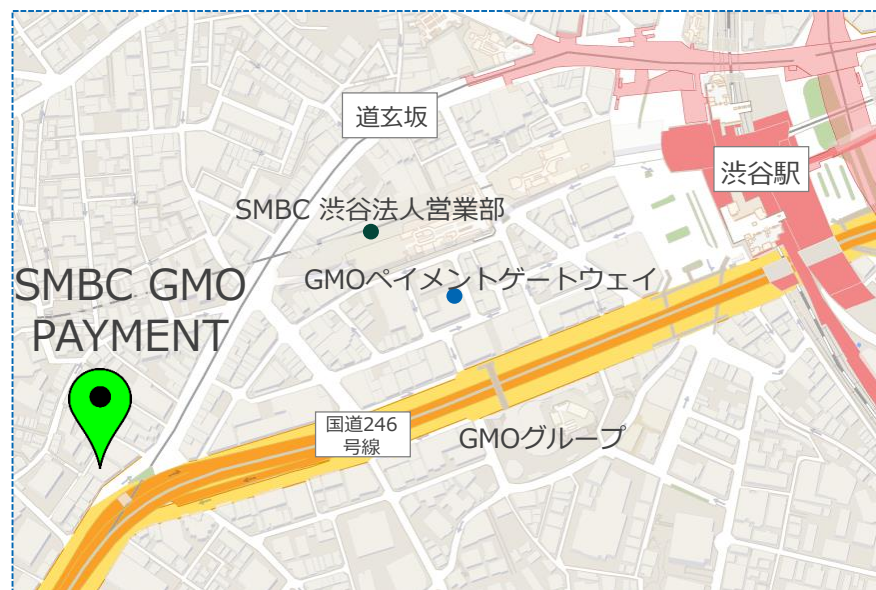 道玄坂
渋谷駅
SMBC 渋谷法人営業部
SMBC GMO
PAYMENT
GMOペイメントゲートウェイ
国道246
号線
GMOグループ